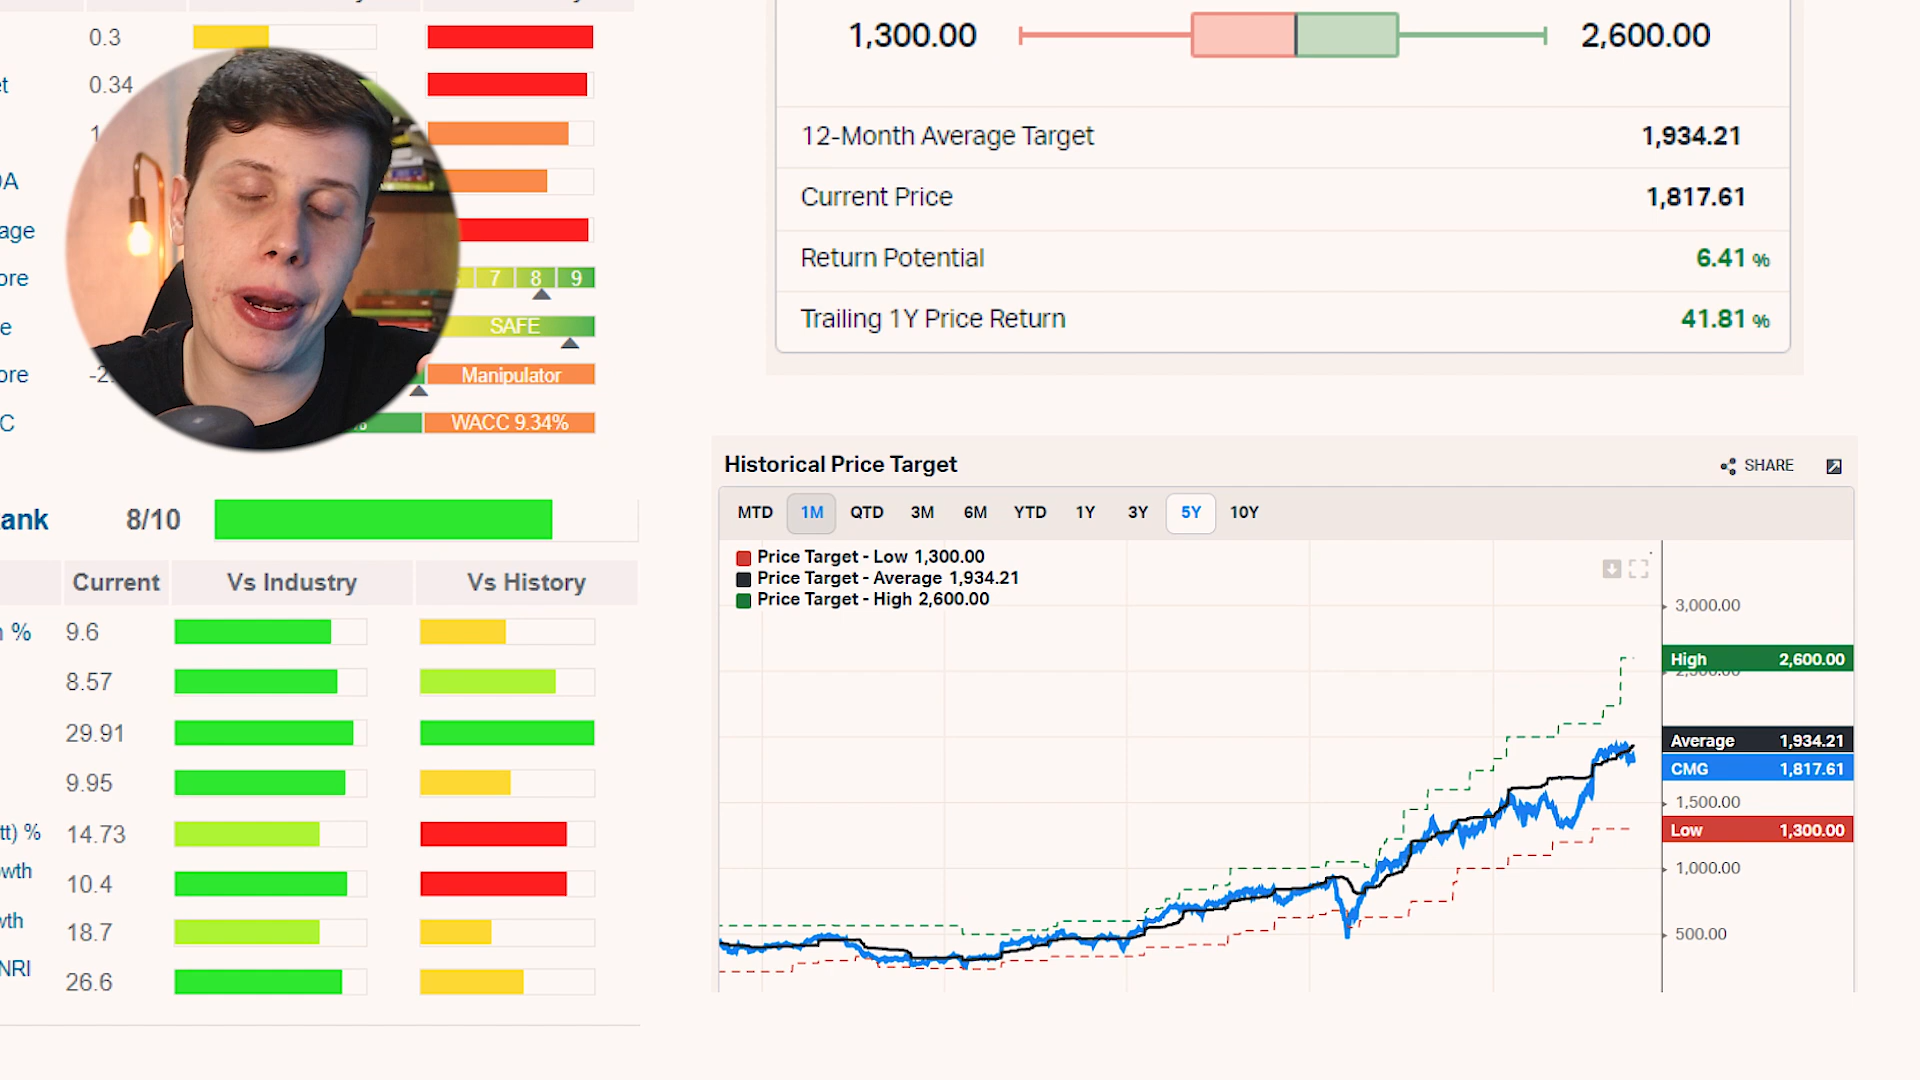 0.3
t
0.34
1
A
age
ore
7 8 9
e
SAFE
ore
-2.
Manipulator
C
%
WACC 9.34%
ank
8/10
Current
Vs Industry
Vs History
%
9.6
8.57
29.91
9.95
tt) %
14.73
wth
10.4
wth
18.7
NRI
26.6
1,300.00
2,600.00
12-Month Average Target
1,934.21
Current Price
1,817.61
Return Potential
6.41 %
Trailing 1Y Price Return
41.81 %
Historical Price Target
SHARE
MTD 1M QTD 3M 6M YTD 1Y 3Y 5Y 10Y
Price Target - Low 1,300.00
Price Target - Average 1,934.21
Price Target - High 2,600.00
3,000.00
High 2,600.00
Average 1,934.21
CMG 1,817.61
1,500.00
Low 1,300.00
1,000.00
500.00